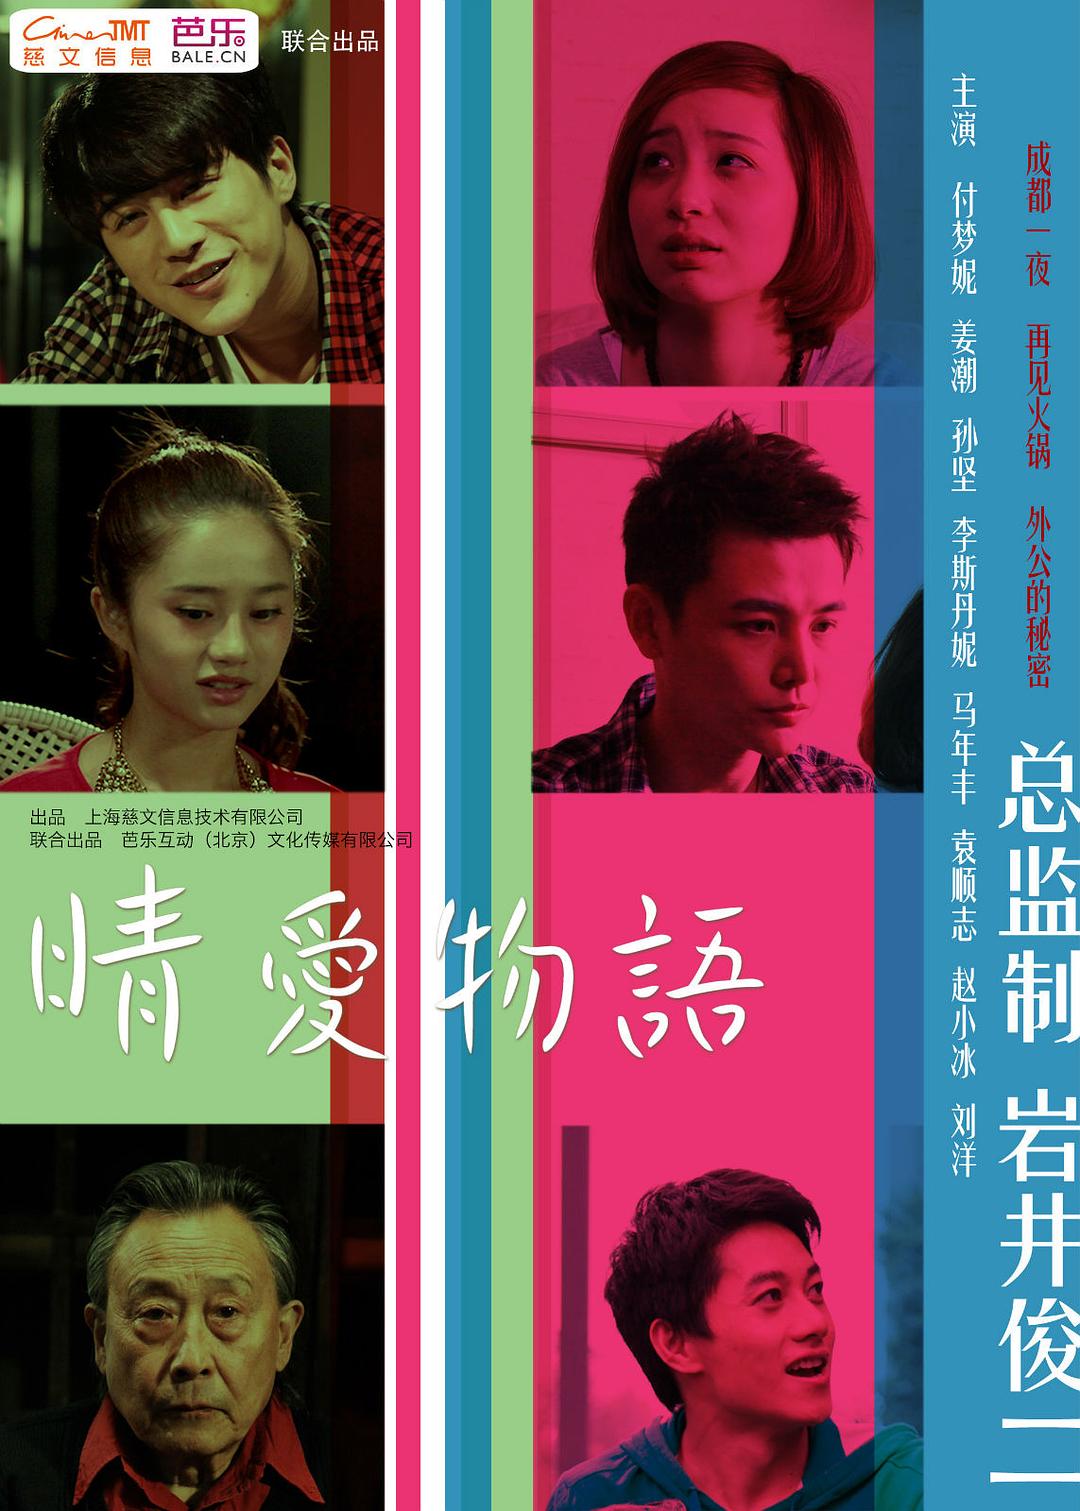 CineTMT
慈文信息
芭乐
BALE.CN
联合出品
主演 付梦妮 姜潮 孙坚 李斯丹妮 马年丰 袁顺志 赵小冰 刘洋
成都一夜 再见火锅 外公的秘密
总监制 岩井俊二
出品 上海慈文信息技术有限公司
联合出品 芭乐互动（北京）文化传媒有限公司
晴愛物語